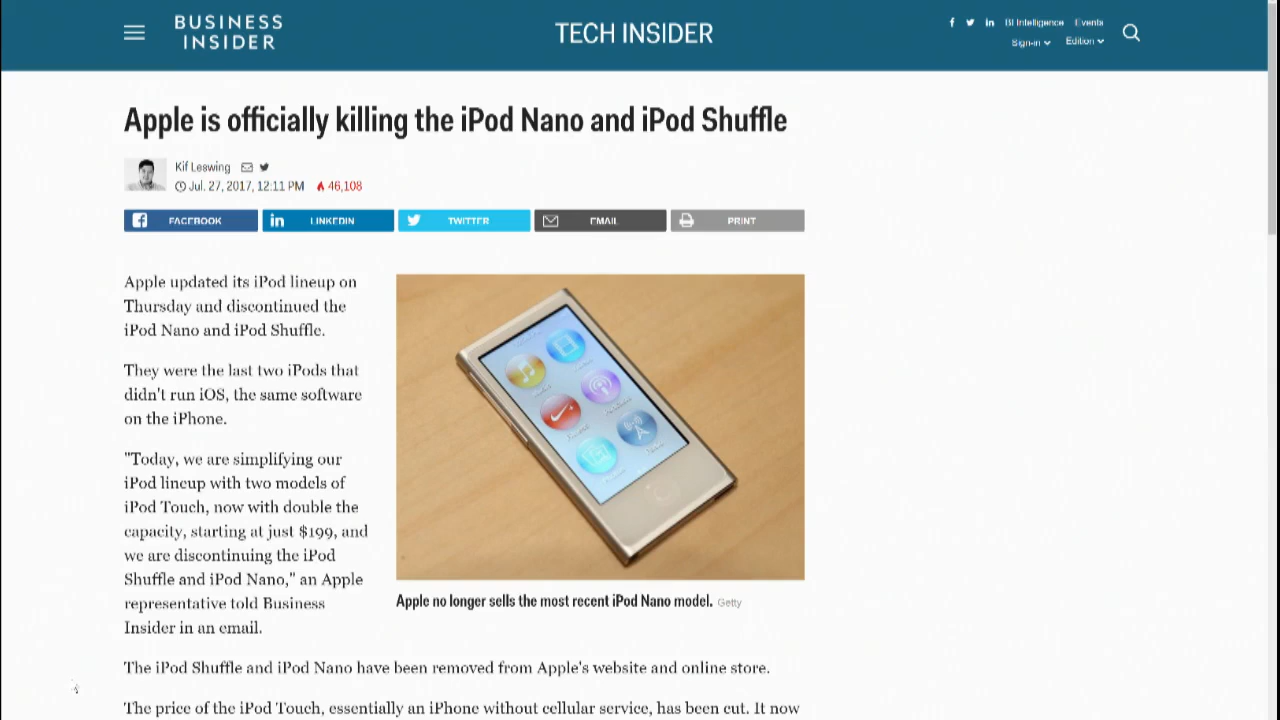 BUSINESS
INSIDER
TECH INSIDER
BI Intelligence Events
Sign-in Edition
Apple is officially killing the iPod Nano and iPod Shuffle
Kif Leswing
Jul. 27, 2017, 12:11 PM 46,108
FACEBOOK
LINKEDIN
TWITTER
EMAIL
PRINT
Apple updated its iPod lineup on
Thursday and discontinued the
iPod Nano and iPod Shuffle.
They were the last two iPods that
didn't run iOS, the same software
on the iPhone.
"Today, we are simplifying our
iPod lineup with two models of
iPod Touch, now with double the
capacity, starting at just $199, and
we are discontinuing the iPod
Shuffle and iPod Nano," an Apple
representative told Business
Insider in an email.
Apple no longer sells the most recent iPod Nano model. Getty
The iPod Shuffle and iPod Nano have been removed from Apple's website and online store.
The price of the iPod Touch, essentially an iPhone without cellular service, has been cut. It now